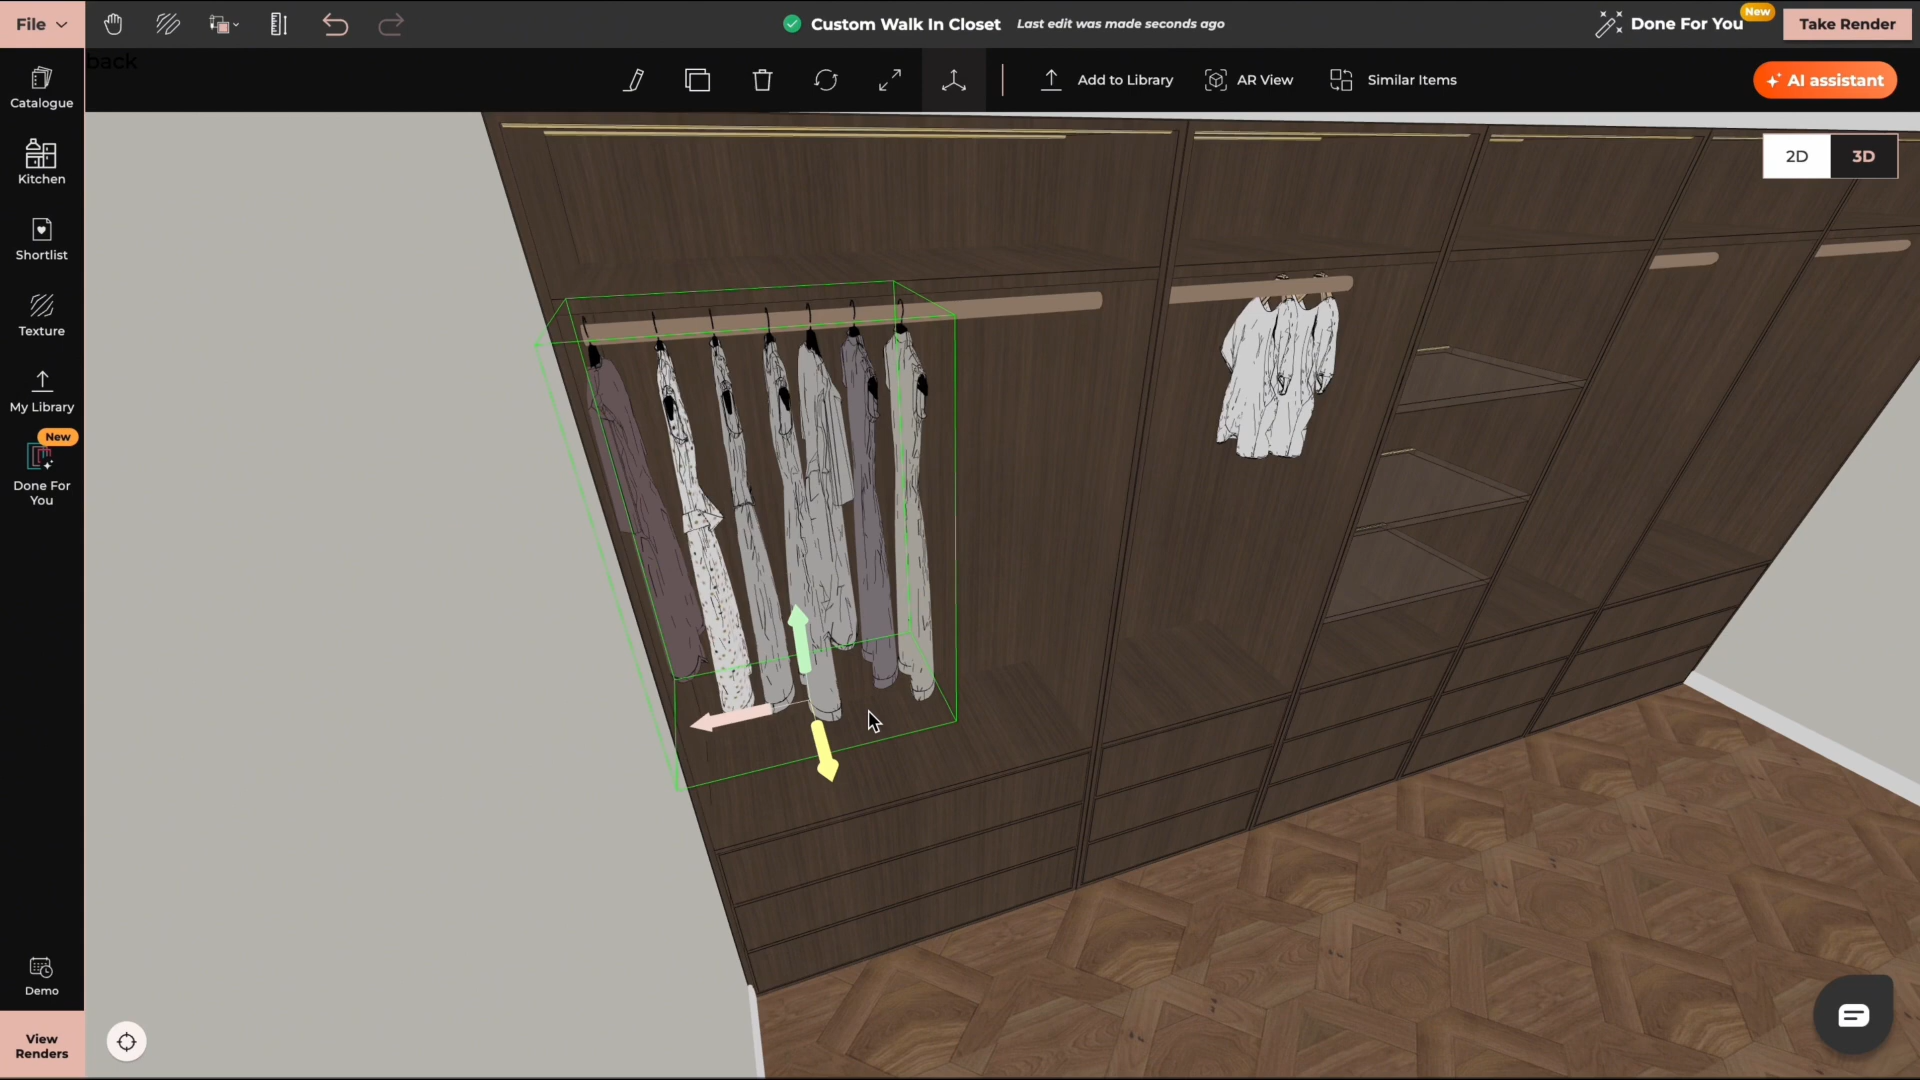 File
Custom Walk In Closet
Last edit was made seconds ago
Done For You
New
Take Render
back
Add to Library
AR View
Similar Items
AI assistant
2D
3D
Catalogue
Kitchen
Shortlist
Texture
My Library
New
Done For
You
Demo
View
Renders